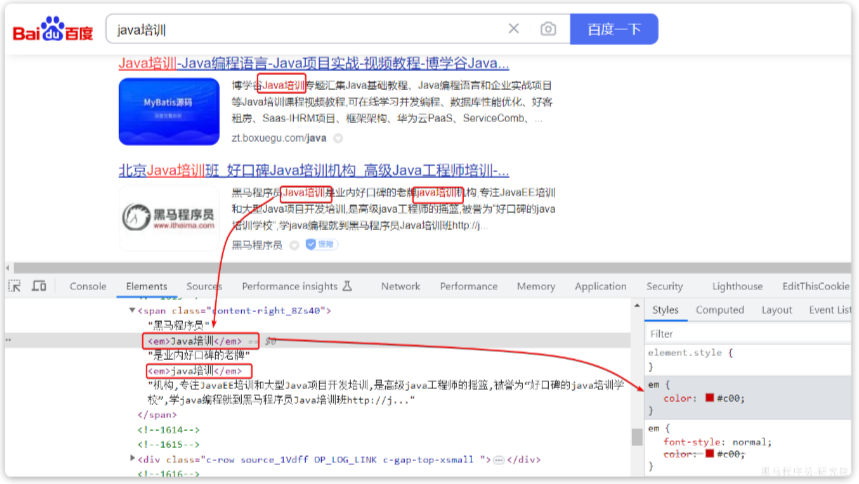 Baidu百度 java培训 百度一下
Java培训-Java编程语言-Java项目实战-视频教程-博学谷Java...
MyBatis源码
博学谷Java培训专题汇集Java基础教程、Java编程语言和企业实战项目
等Java培训课程视频教程,可在线学习开发编程、数据库性能优化、好客
租房、Saas-IHRM项目、框架架构、华为云PaaS、ServiceComb、...
zt.boxuegu.com/java
北京Java培训班_好口碑Java培训机构_高级Java工程师培训-...
黑马程序员
www.itheima.com
黑马程序员Java培训是业内好口碑的老牌java培训机构,专注JavaEE培训
和大型Java项目开发培训,是高级java工程师的摇篮,被誉为“好口碑的java
培训学校”,学java编程就到黑马程序员Java培训班http://j...
黑马程序员
Console Elements Sources Performance insights Network Performance Memory Application Security Lighthouse EditThisCookie
<span class="content-right_8Zs40">
"黑马程序员"
<em>Java培训</em> == $0
"是业内好口碑的老牌"
<em>java培训</em>
"机构,专注JavaEE培训和大型Java项目开发培训,是高级java工程师的摇篮,被誉为“好口碑的java培训学
校”,学java编程就到黑马程序员Java培训班http://j..."
</span>
<!--1614-->
<!--1615-->
<div class="c-row source_1Vdff OP_LOG_LINK c-gap-top-xsmall ">…</div>
<!--1616-->
Styles Computed Layout Event List
Filter
element.style {
}
em {
color: #c00;
}
em {
font-style: normal;
color: #c00;
}
黑马程序员-研究院